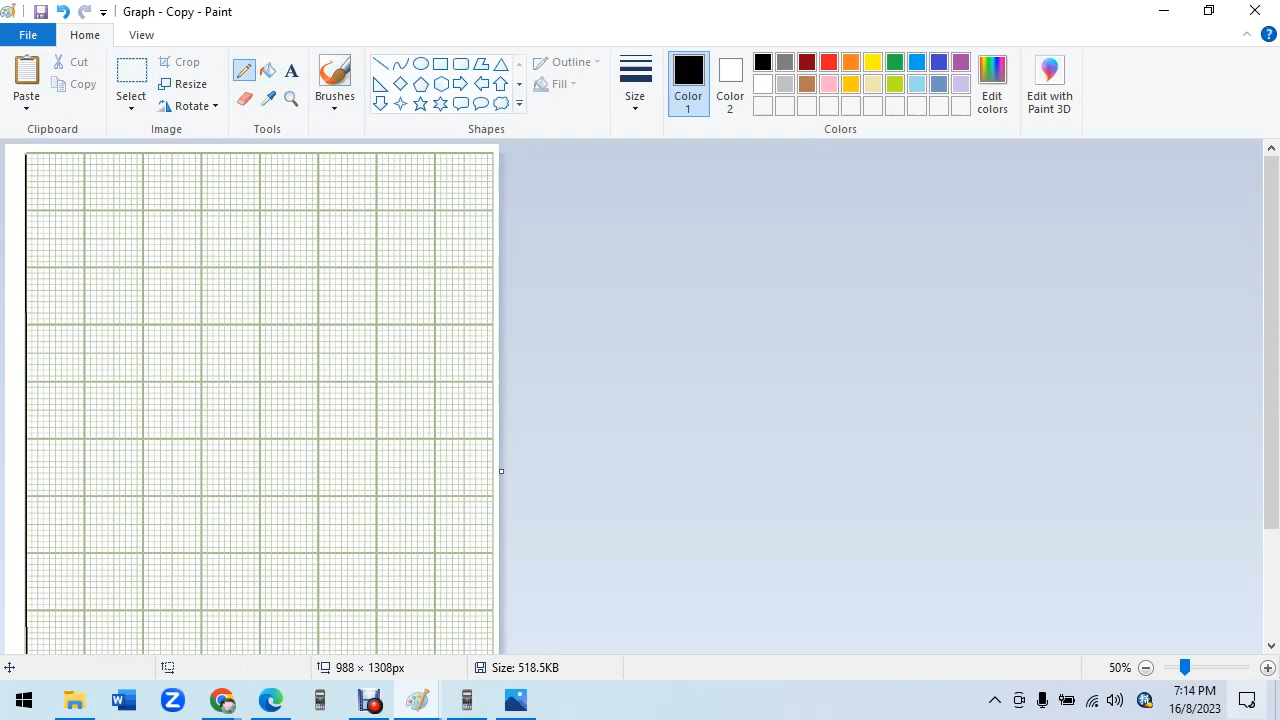 Graph - Copy - Paint
File Home View
Paste Cut Copy Clipboard
Select Crop Resize Rotate Image
A Tools
Brushes
Outline Fill Shapes
Size
Color 1 Color 2 Edit colors Colors
Edit with Paint 3D
988 × 1308px Size: 518.5KB 50%
7:14 PM
16/8/2023